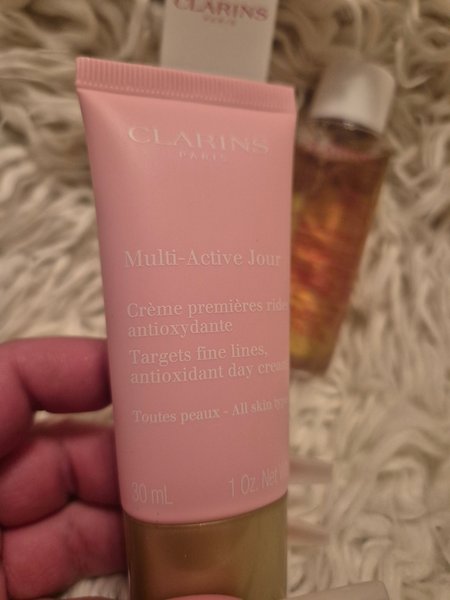 CLARINS
PARIS
CLARINS
PARIS
Multi-Active Jour
Crème premières rides
antioxydante
Targets fine lines,
antioxidant day cream
Toutes peaux - All skin types
30 mL
1 Oz. Net